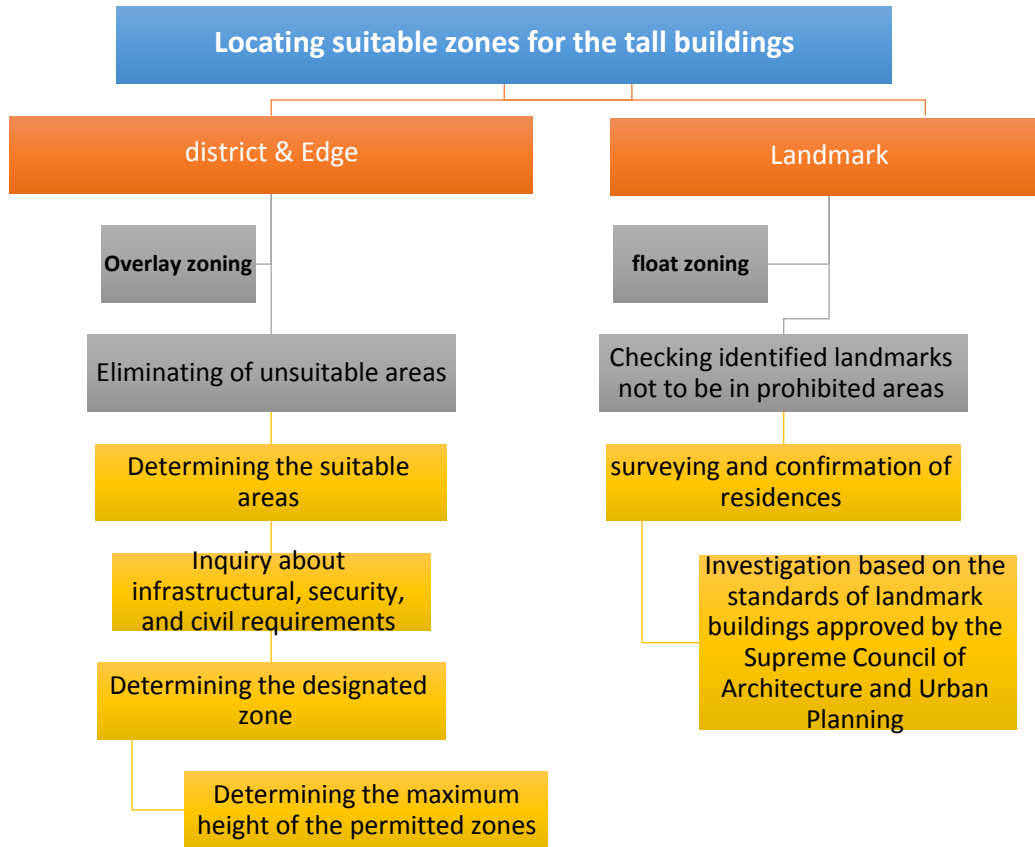 Locating suitable zones for the tall buildings
district & Edge
Overlay zoning
Eliminating of unsuitable areas
Determining the suitable
areas
Inquiry about
infrastructural, security,
and civil requirements
Determining the designated
zone
Determining the maximum
height of the permitted zones
Landmark
float zoning
Checking identified landmarks
not to be in prohibited areas
surveying and confirmation of
residences
Investigation based on the
standards of landmark
buildings approved by the
Supreme Council of
Architecture and Urban
Planning